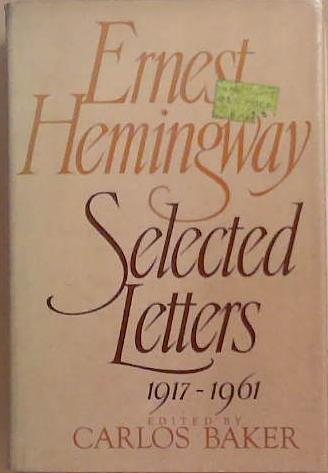 Ernest
Hemingway
Selected
Letters
1917-1961
EDITED BY
CARLOS BAKER